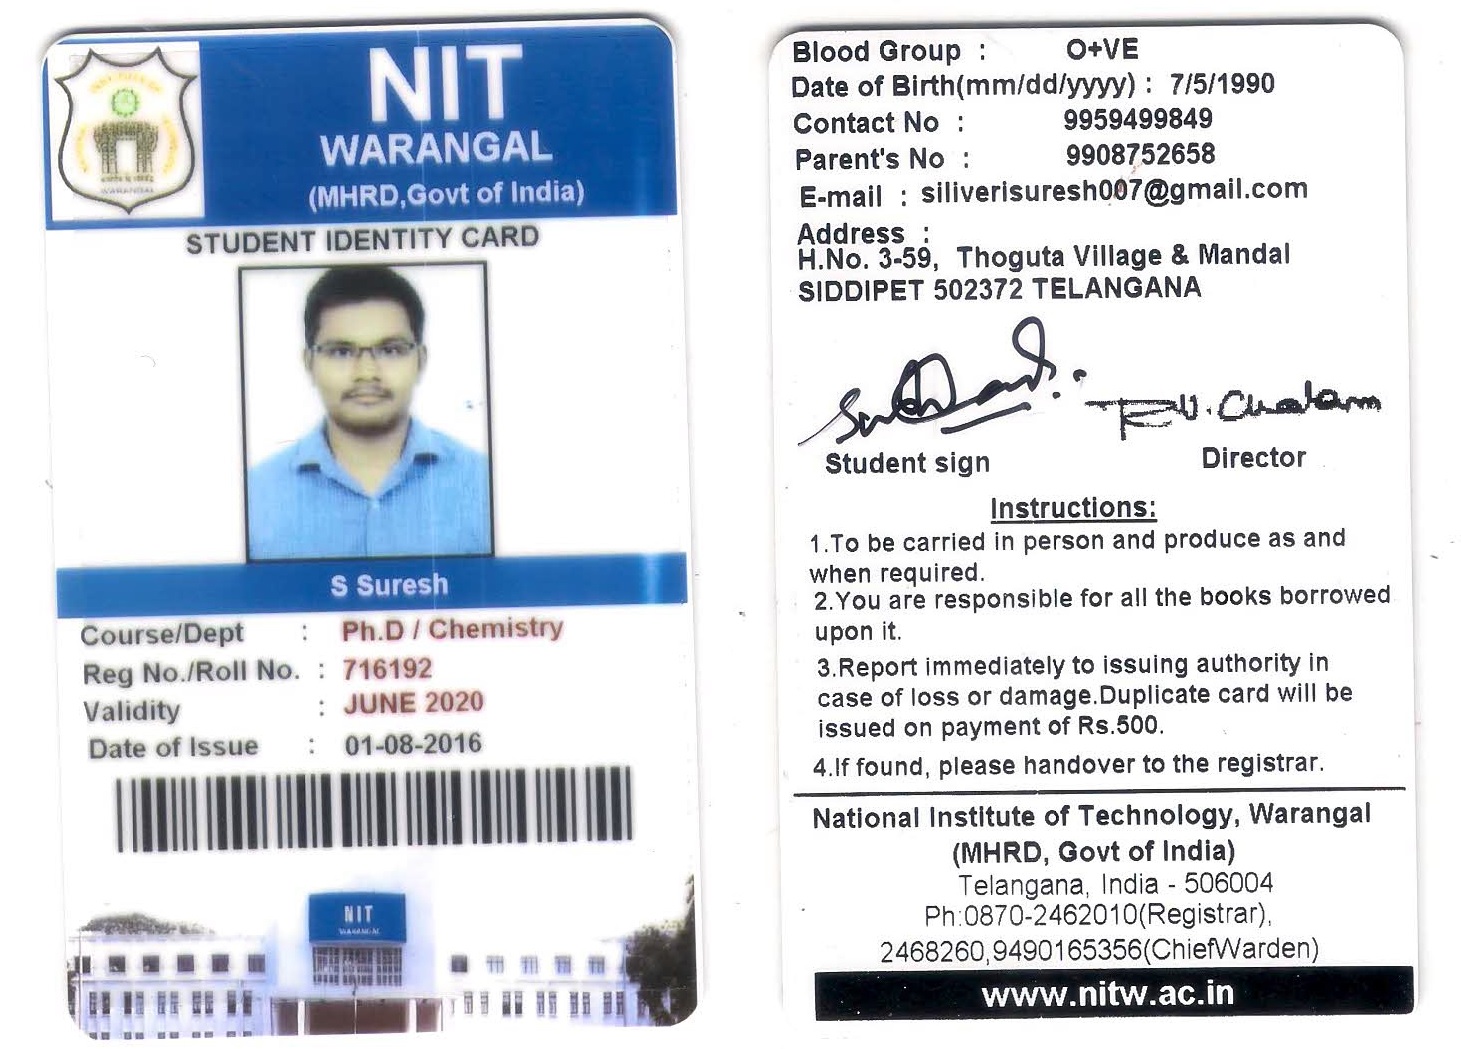 NIT
WARANGAL
(MHRD,Govt of India)
WARANGAL
STUDENT IDENTITY CARD
S Suresh
Course/Dept : Ph.D / Chemistry
Reg No./Roll No. : 716192
Validity : JUNE 2020
Date of Issue : 01-08-2016
NIT
WARANGAL
Blood Group : O+VE
Date of Birth(mm/dd/yyyy) : 7/5/1990
Contact No : 9959499849
Parent's No : 9908752658
E-mail : siliverisuresh007@gmail.com
Address :
H.No. 3-59, Thoguta Village & Mandal
SIDDIPET 502372 TELANGANA
Student sign
Director
Instructions:
1.To be carried in person and produce as and
when required.
2.You are responsible for all the books borrowed
upon it.
3.Report immediately to issuing authority in
case of loss or damage.Duplicate card will be
issued on payment of Rs.500.
4.If found, please handover to the registrar.
National Institute of Technology, Warangal
(MHRD, Govt of India)
Telangana, India - 506004
Ph:0870-2462010(Registrar),
2468260,9490165356(ChiefWarden)
www.nitw.ac.in